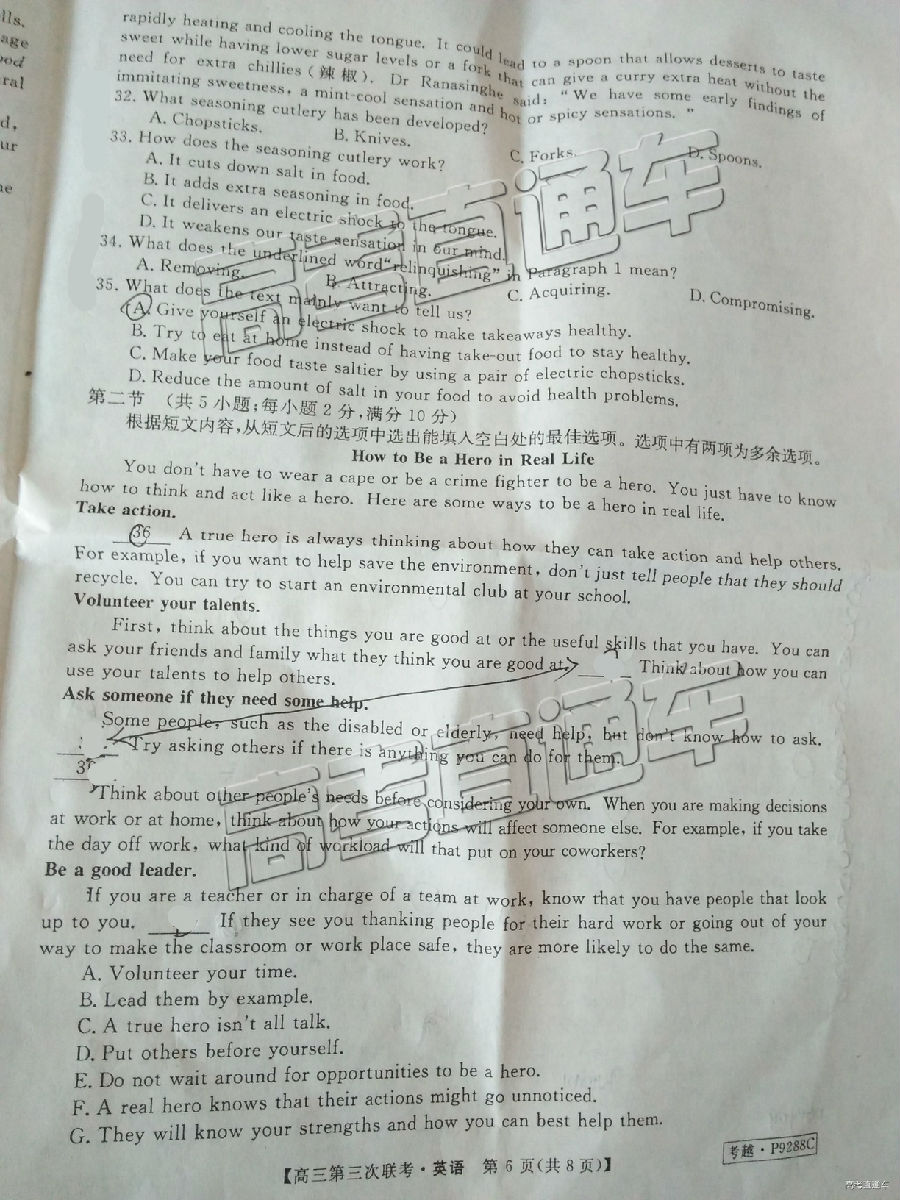 lls.
age
ood
ral
d,
ur
ne
rapidly heating and cooling the tongue. It could lead to a spoon that allows desserts to taste
sweet while having lower sugar levels or a fork that can give a curry extra heat without the
need for extra chillies (辣椒). Dr Ranasinghe said: "We have some early findings of
immitating sweetness, a mint-cool sensation and hot or spicy sensations. "
32. What seasoning cutlery has been developed?
A. Chopsticks. B. Knives. C. Forks. D. Spoons.
33. How does the seasoning cutlery work?
A. It cuts down salt in food.
B. It adds extra seasoning in food.
C. It delivers an electric shock to the tongue.
D. It weakens our taste sensation in our mind.
34. What does the underlined word "relinquishing" in Paragraph 1 mean?
A. Removing. B. Attracting. C. Acquiring. D. Compromising.
35. What does the text mainly want to tell us?
A. Give yourself an electric shock to make takeaways healthy.
B. Try to eat at home instead of having take-out food to stay healthy.
C. Make your food taste saltier by using a pair of electric chopsticks.
D. Reduce the amount of salt in your food to avoid health problems.
第二节 (共5小题;每小题2分,满分10分)
根据短文内容,从短文后的选项中选出能填入空白处的最佳选项。选项中有两项为多余选项。
How to Be a Hero in Real Life
You don't have to wear a cape or be a crime fighter to be a hero. You just have to know
how to think and act like a hero. Here are some ways to be a hero in real life.
Take action.
36 A true hero is always thinking about how they can take action and help others.
For example, if you want to help save the environment, don't just tell people that they should
recycle. You can try to start an environmental club at your school.
Volunteer your talents.
First, think about the things you are good at or the useful skills that you have. You can
ask your friends and family what they think you are good at. Think about how you can
use your talents to help others.
Ask someone if they need some help.
Some people, such as the disabled or elderly, need help, but don't know how to ask.
Try asking others if there is anything you can do for them.
3
Think about other people's needs before considering your own. When you are making decisions
at work or at home, think about how your actions will affect someone else. For example, if you take
the day off work, what kind of workload will that put on your coworkers?
Be a good leader.
If you are a teacher or in charge of a team at work, know that you have people that look
up to you. If they see you thanking people for their hard work or going out of your
way to make the classroom or work place safe, they are more likely to do the same.
A. Volunteer your time.
B. Lead them by example.
C. A true hero isn't all talk.
D. Put others before yourself.
E. Do not wait around for opportunities to be a hero.
F. A real hero knows that their actions might go unnoticed.
G. They will know your strengths and how you can best help them.
【高三第三次联考·英语 第6页(共8页)】
考越·P9288C
高考直通车
高考直通车
高考直通车